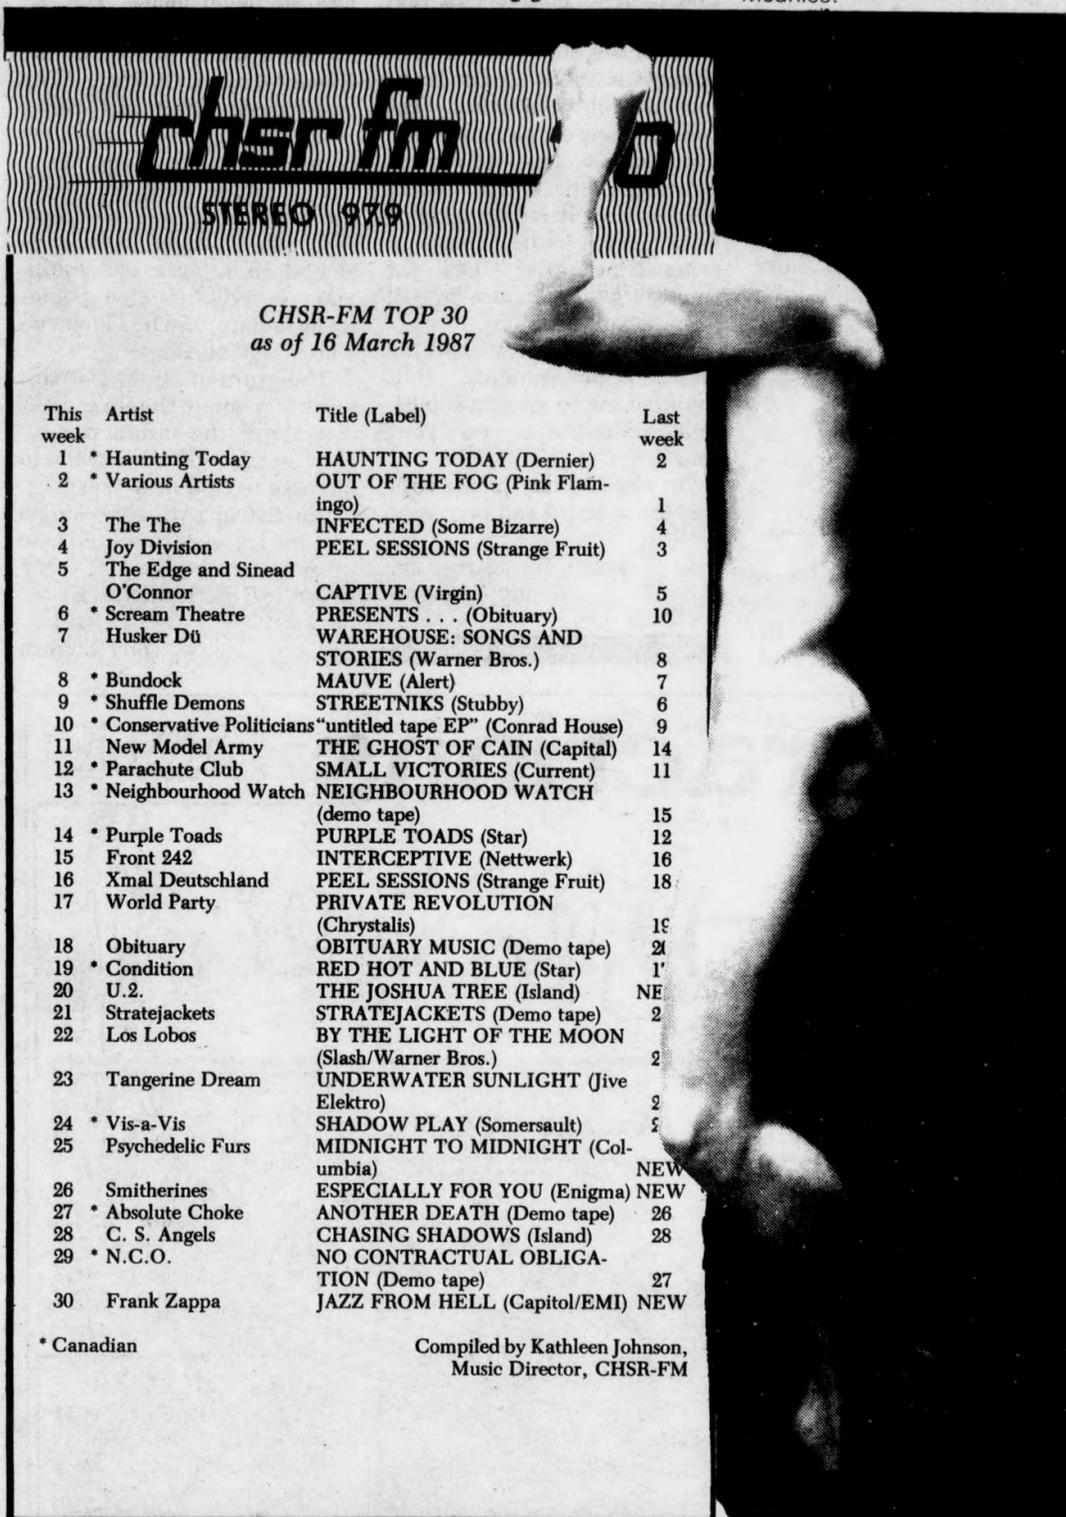 chsr fm
STEREO 97.9
CHSR-FM TOP 30
as of 16 March 1987
This week Artist Title (Label) Last week
1 * Haunting Today HAUNTING TODAY (Dernier) 2
2 * Various Artists OUT OF THE FOG (Pink Flam-
ingo) 1
3 The The INFECTED (Some Bizarre) 4
4 Joy Division PEEL SESSIONS (Strange Fruit) 3
5 The Edge and Sinead
O'Connor CAPTIVE (Virgin) 5
6 * Scream Theatre PRESENTS . . . (Obituary) 10
7 Husker Dü WAREHOUSE: SONGS AND
STORIES (Warner Bros.) 8
8 * Bundock MAUVE (Alert) 7
9 * Shuffle Demons STREETNIKS (Stubby) 6
10 * Conservative Politicians "untitled tape EP" (Conrad House) 9
11 New Model Army THE GHOST OF CAIN (Capital) 14
12 * Parachute Club SMALL VICTORIES (Current) 11
13 * Neighbourhood Watch NEIGHBOURHOOD WATCH
(demo tape) 15
14 * Purple Toads PURPLE TOADS (Star) 12
15 Front 242 INTERCEPTIVE (Nettwerk) 16
16 Xmal Deutschland PEEL SESSIONS (Strange Fruit) 18
17 World Party PRIVATE REVOLUTION
(Chrystalis)
18 Obituary OBITUARY MUSIC (Demo tape)
19 * Condition RED HOT AND BLUE (Star)
20 U.2. THE JOSHUA TREE (Island) NE
21 Stratejackets STRATEJACKETS (Demo tape) 2
22 Los Lobos BY THE LIGHT OF THE MOON
(Slash/Warner Bros.) 2
23 Tangerine Dream UNDERWATER SUNLIGHT (Jive
Elektro) 2
24 * Vis-a-Vis SHADOW PLAY (Somersault)
25 Psychedelic Furs MIDNIGHT TO MIDNIGHT (Col-
umbia) NEW
26 Smitherines ESPECIALLY FOR YOU (Enigma) NEW
27 * Absolute Choke ANOTHER DEATH (Demo tape) 26
28 C. S. Angels CHASING SHADOWS (Island) 28
29 * N.C.O. NO CONTRACTUAL OBLIGA-
TION (Demo tape) 27
30 Frank Zappa JAZZ FROM HELL (Capitol/EMI) NEW
* Canadian
Compiled by Kathleen Johnson,
Music Director, CHSR-FM